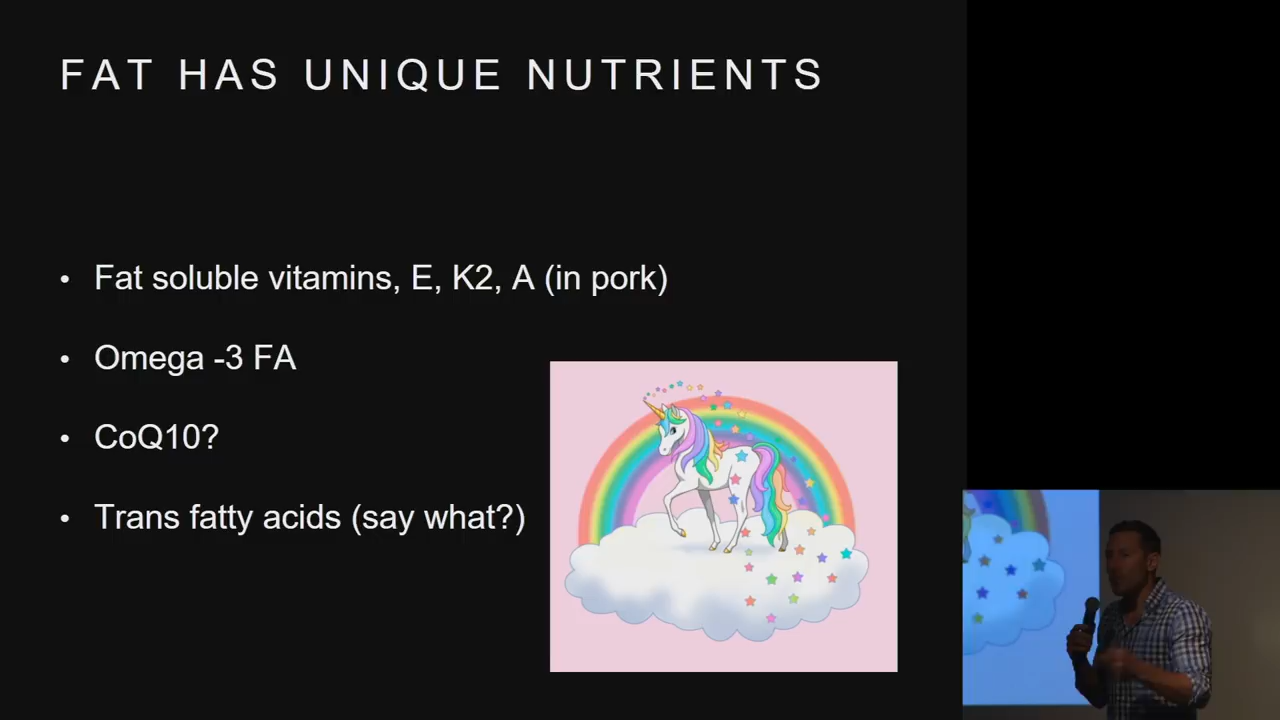 FAT HAS UNIQUE NUTRIENTS
• Fat soluble vitamins, E, K2, A (in pork)
• Omega -3 FA
• CoQ10?
• Trans fatty acids (say what?)